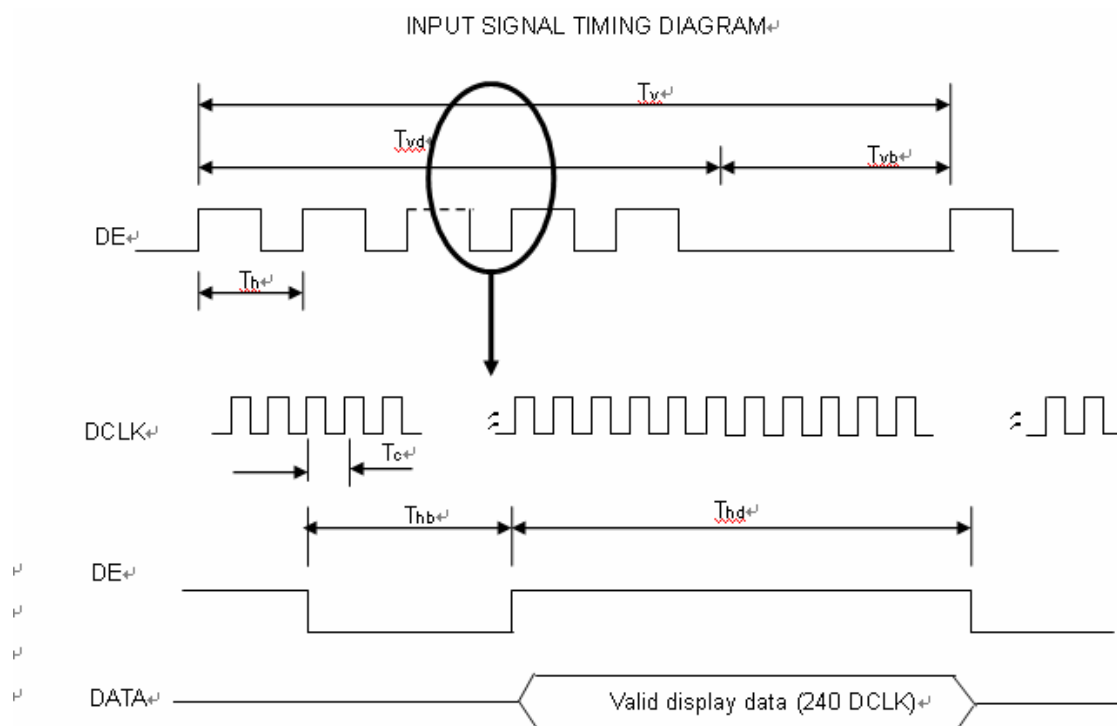 INPUT SIGNAL TIMING DIAGRAM↵
Tv↵
Tvd↵
Tvb↵
DE↵
Th↵
DCLK↵
Tc↵
Thb↵
Thd↵
DE↵
DATA↵
Valid display data (240 DCLK)↵